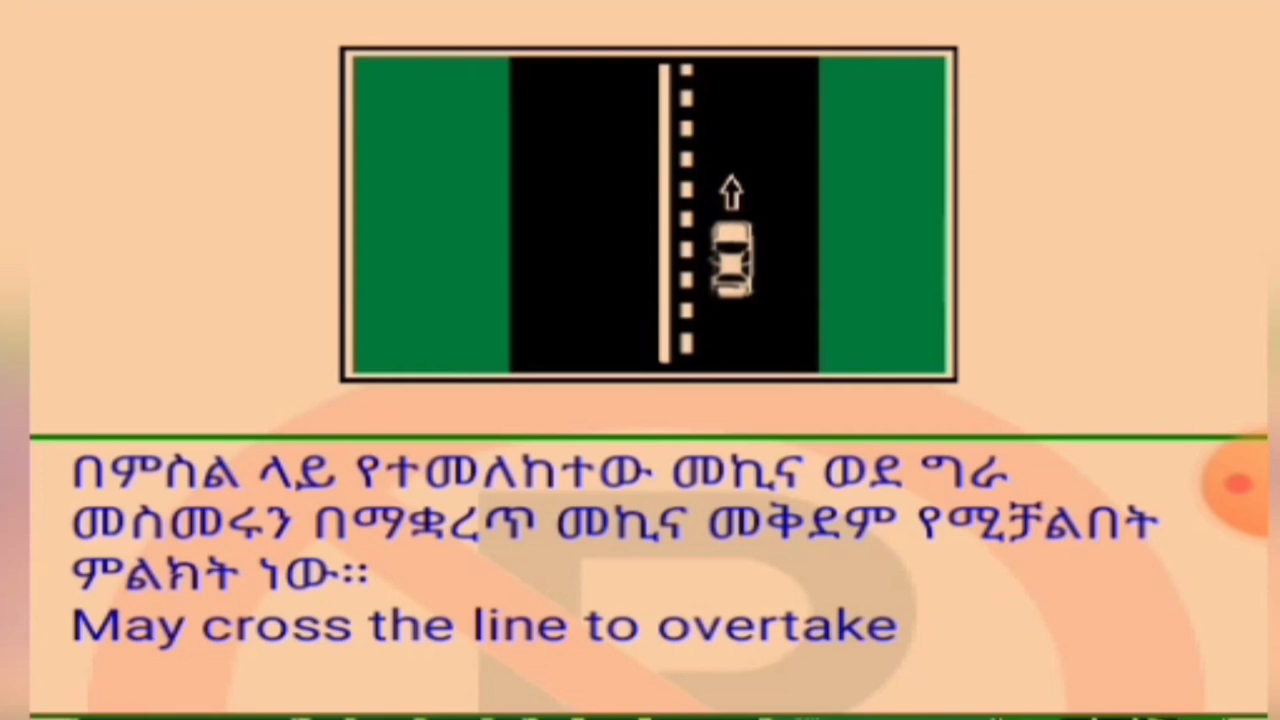 በምስል ላይ የተመለከተው መኪና ወደ ግራ
መስመሩን በማቋረጥ መኪና መቅደም የሚቻልበት
ምልክት ነው።
May cross the line to overtake